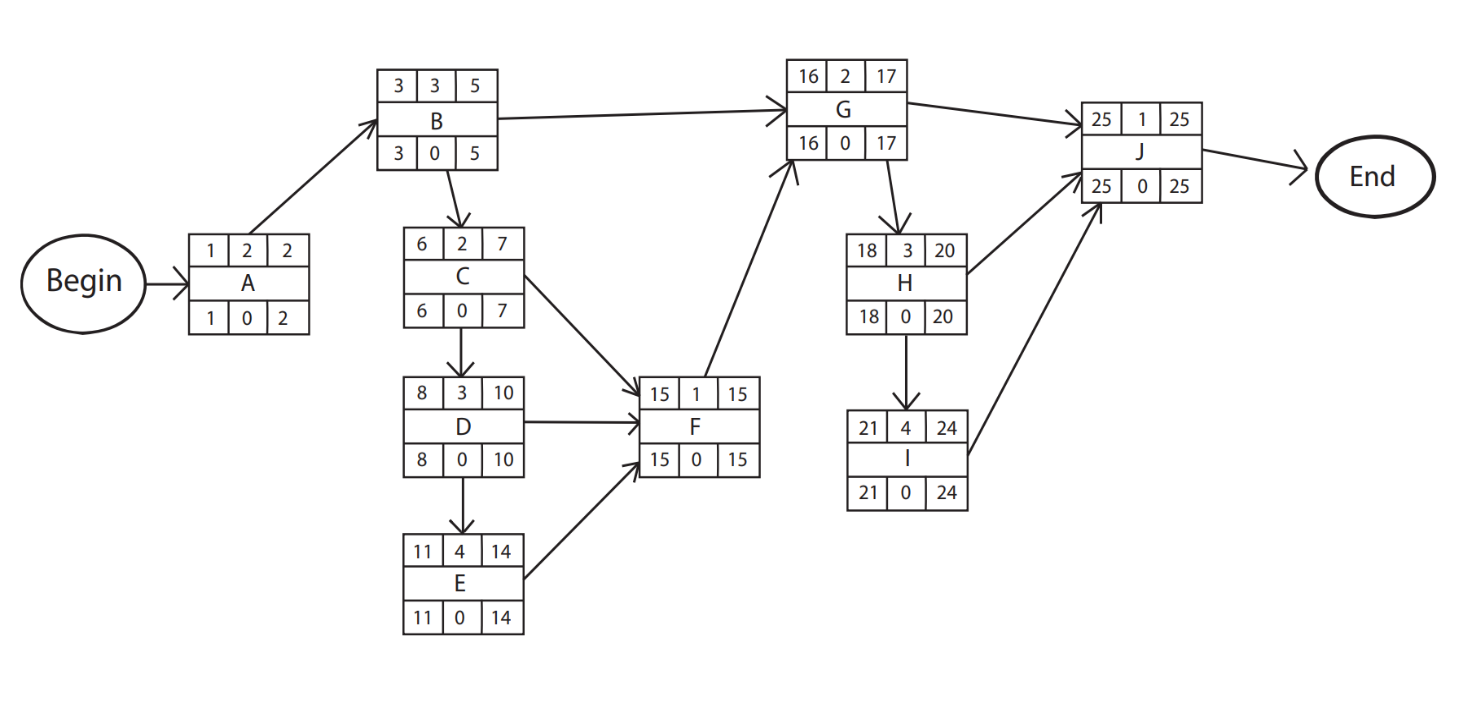 Begin
1 2 2
A
1 0 2
3 3 5
B
3 0 5
6 2 7
C
6 0 7
8 3 10
D
8 0 10
11 4 14
E
11 0 14
15 1 15
F
15 0 15
16 2 17
G
16 0 17
18 3 20
H
18 0 20
21 4 24
I
21 0 24
25 1 25
J
25 0 25
End